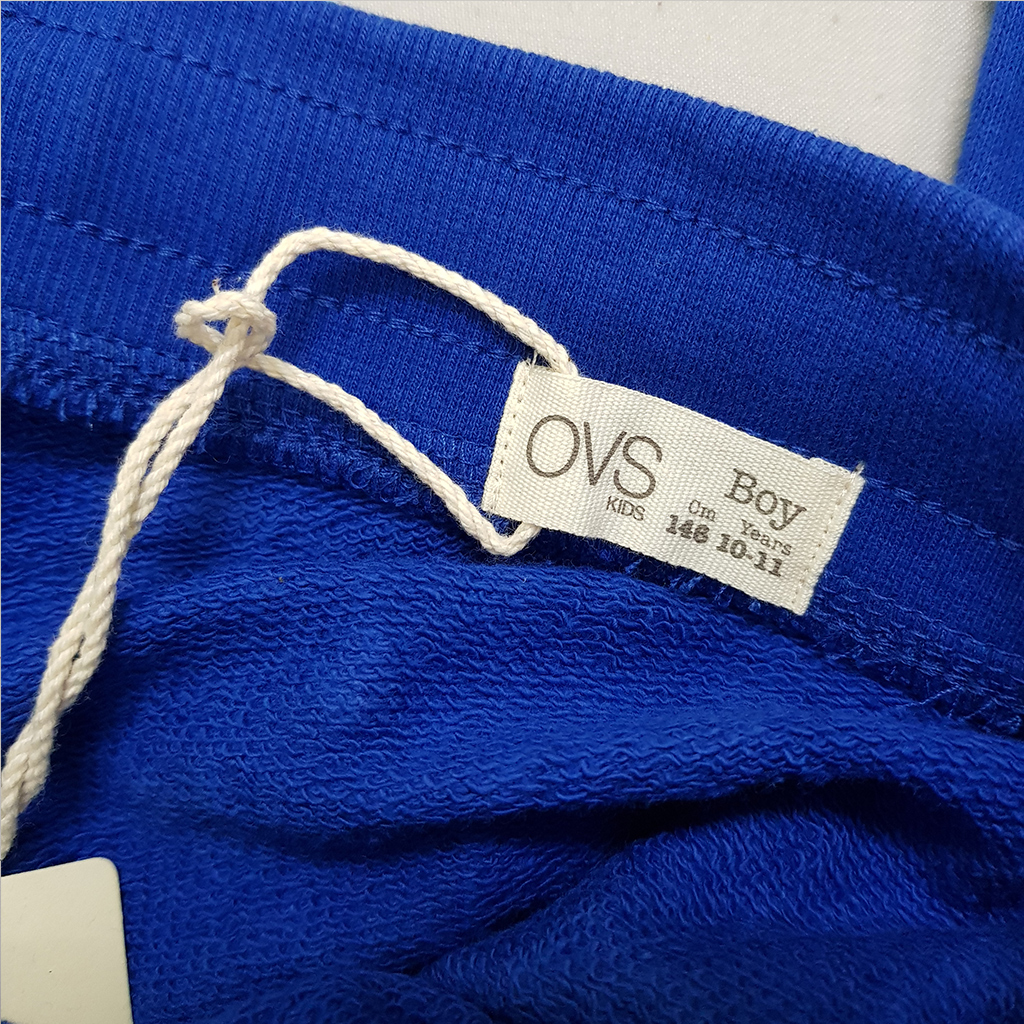 OVS
KIDS
Boy
Cm Years
146 10-11